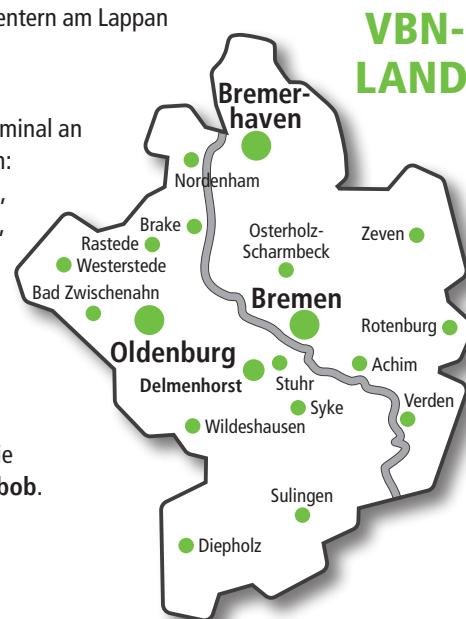 entern am Lappan
VBN-
LAND
minal an
n:
,
,
ie
bob.
Bremer-
haven
Nordenham
Brake
Rastede
Westerstede
Bad Zwischenahn
Osterholz-
Scharmbeck
Zeven
Bremen
Rotenburg
Oldenburg
Delmenhorst
Stuhr
Achim
Syke
Verden
Wildeshausen
Sulingen
Diepholz